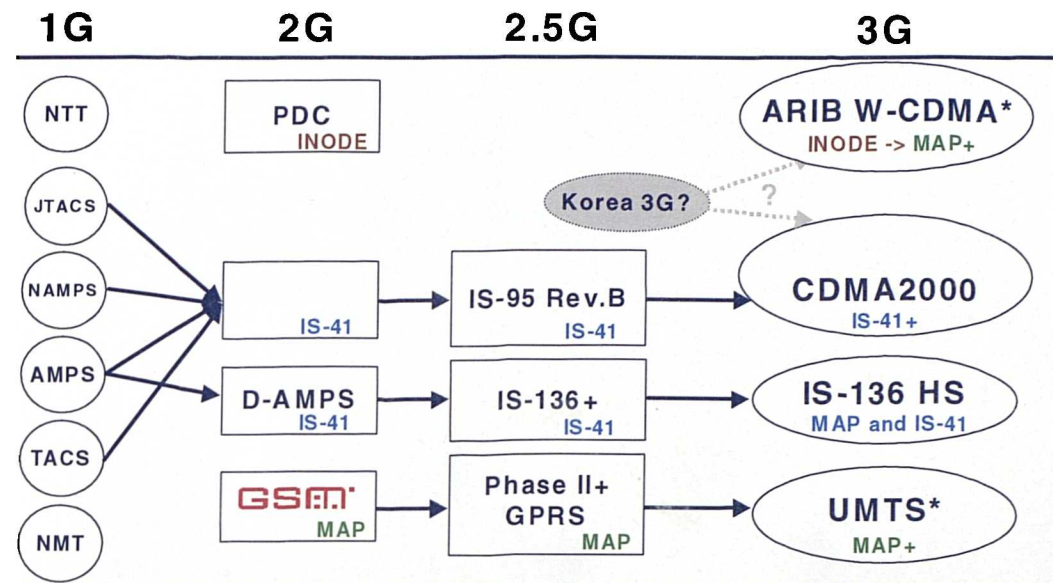 1G 2G 2.5G 3G
NTT
PDC
INODE
ARIB W-CDMA*
INODE -> MAP+
JTACS
Korea 3G?
?
NAMPS
IS-41
IS-95 Rev.B
IS-41
CDMA2000
IS-41+
AMPS
D-AMPS
IS-41
IS-136+
IS-41
IS-136 HS
MAP and IS-41
TACS
GSM
MAP
Phase II+
GPRS
MAP
UMTS*
MAP+
NMT